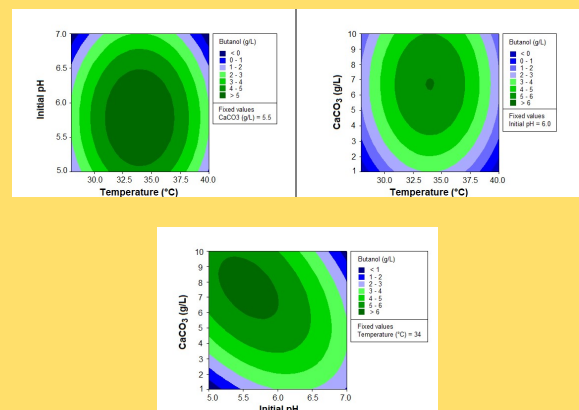 7.0
6.5
6.0
5.5
5.0
Initial pH
30.0 32.5 35.0 37.5 40.0
Temperature (°C)
Butanol (g/L)
< 0
0 - 1
1 - 2
2 - 3
3 - 4
4 - 5
> 5
Fixed values
CaCO3 (g/L) = 5.5
10
9
8
7
6
5
4
3
2
1
CaCO₃ (g/L)
30.0 32.5 35.0 37.5 40.0
Temperature (°C)
Butanol (g/L)
< 0
0 - 1
1 - 2
2 - 3
3 - 4
4 - 5
5 - 6
> 6
Fixed values
Initial pH = 6.0
10
9
8
7
6
5
4
3
2
1
CaCO₃ (g/L)
5.0 5.5 6.0 6.5 7.0
Initial pH
Butanol (g/L)
< 1
1 - 2
2 - 3
3 - 4
4 - 5
5 - 6
> 6
Fixed values
Temperature (°C) = 34